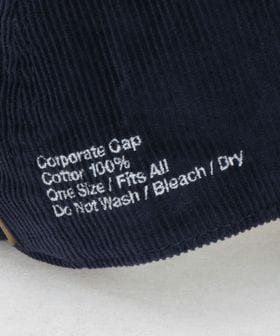 Corporate Cap
Cotton 100%
One Size / Fits All
Do Not Wash / Bleach / Dry